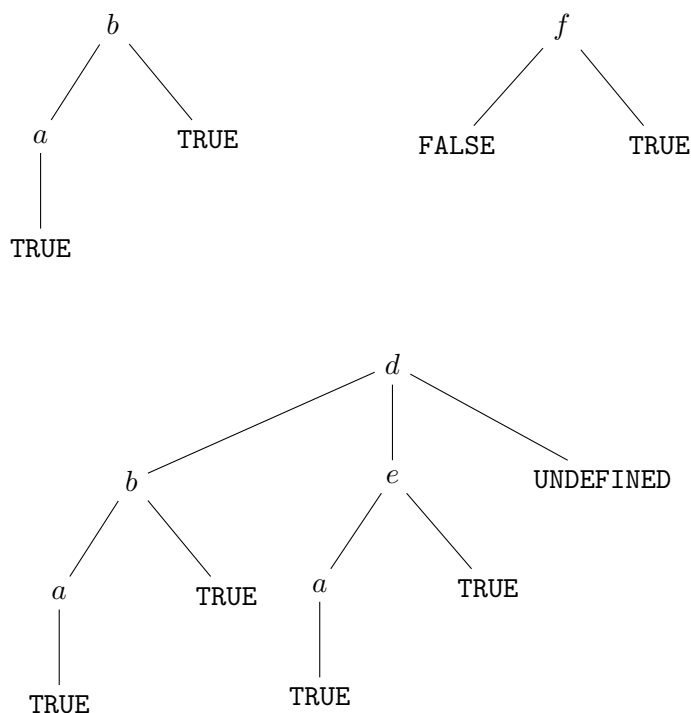 b f
a TRUE FALSE TRUE
TRUE
d
b e UNDEFINED
a TRUE a TRUE
TRUE TRUE